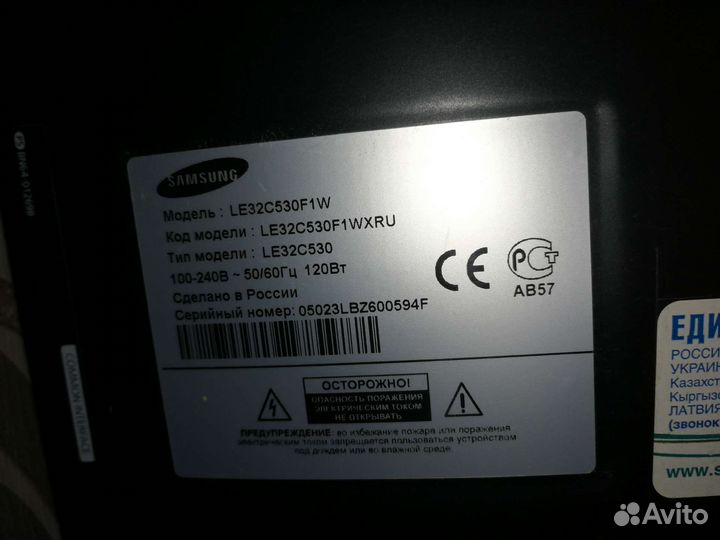 SAMSUNG
Модель : LE32C530F1W
Код модели : LE32C530F1WXRU
Тип модели : LE32C530
100-240В ~ 50/60Гц 120Вт
Сделано в России
Серийный номер: 05023LBZ600594F
CE
РСТ
АВ57
ОСТОРОЖНО!
ОПАСНОСТЬ ПОРАЖЕНИЯ
ЭЛЕКТРИЧЕСКИМ ТОКОМ
НЕ ОТКРЫВАТЬ
ПРЕДУПРЕЖДЕНИЕ: во избежание пожара или поражения
электрическим током запрещается пользоваться устройством
под дождем или во влажной среде.
COMMON INTERFACE
ЕДИ
РОССИ
УКРАИН
Казахст
Кыргызс
ЛАТВИЯ
(звонок
www.s
Avito